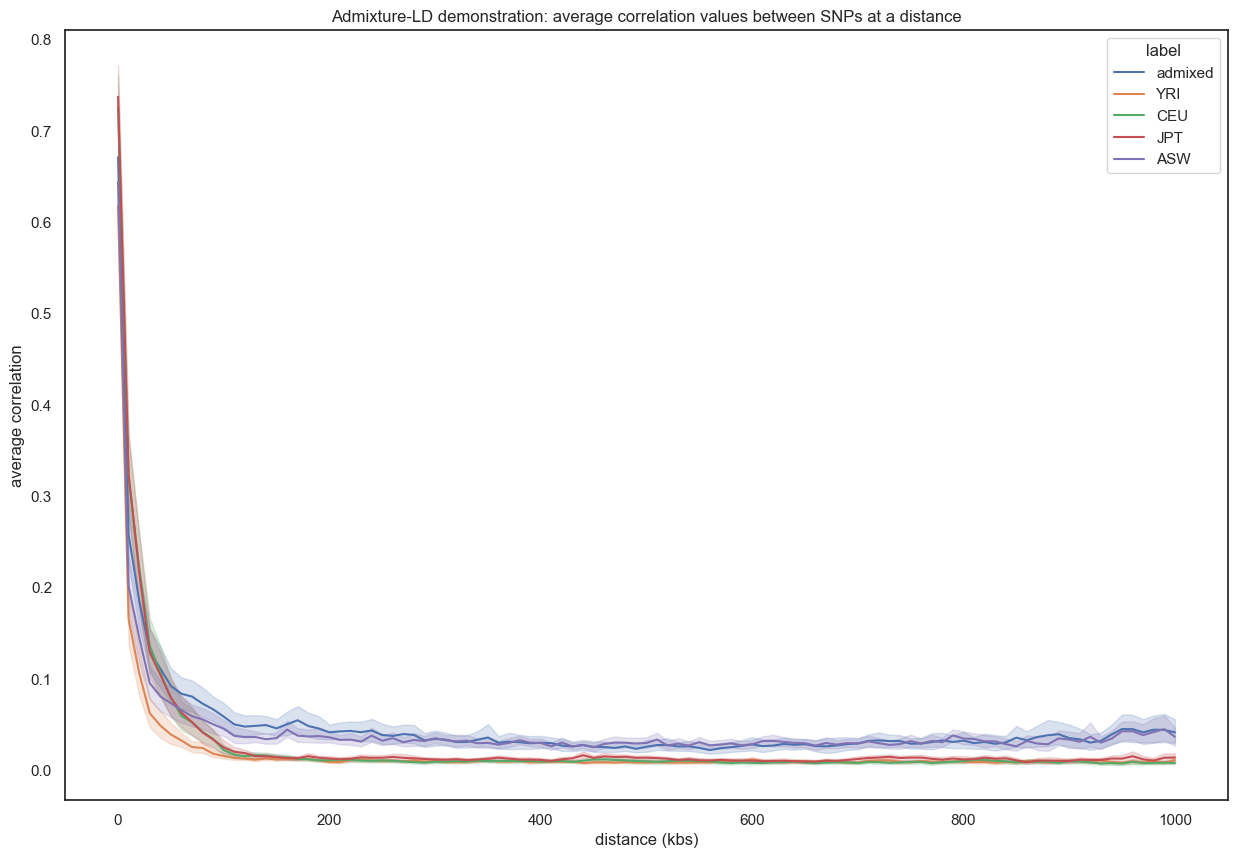 Admixture-LD demonstration: average correlation values between SNPs at a distance
label
admixed
YRI
CEU
JPT
ASW
average correlation
0.8
0.7
0.6
0.5
0.4
0.3
0.2
0.1
0.0
0
200
400
600
800
1000
distance (kbs)